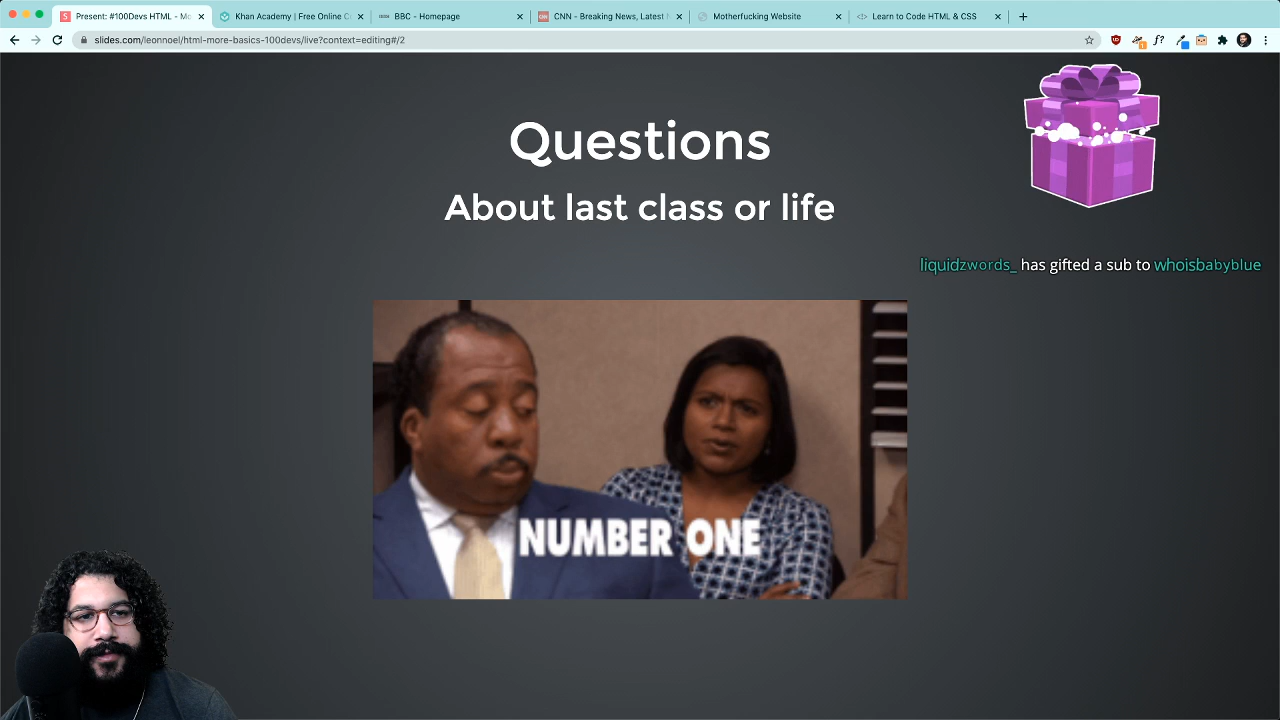 Present: #100Devs HTML - Mo
Khan Academy | Free Online C
BBC - Homepage
CNN - Breaking News, Latest N
Motherfucking Website
Learn to Code HTML & CSS
slides.com/leonnoel/html-more-basics-100devs/live?context=editing#/2
Questions
About last class or life
liquidzwords_ has gifted a sub to whoisbabyblue
NUMBER ONE